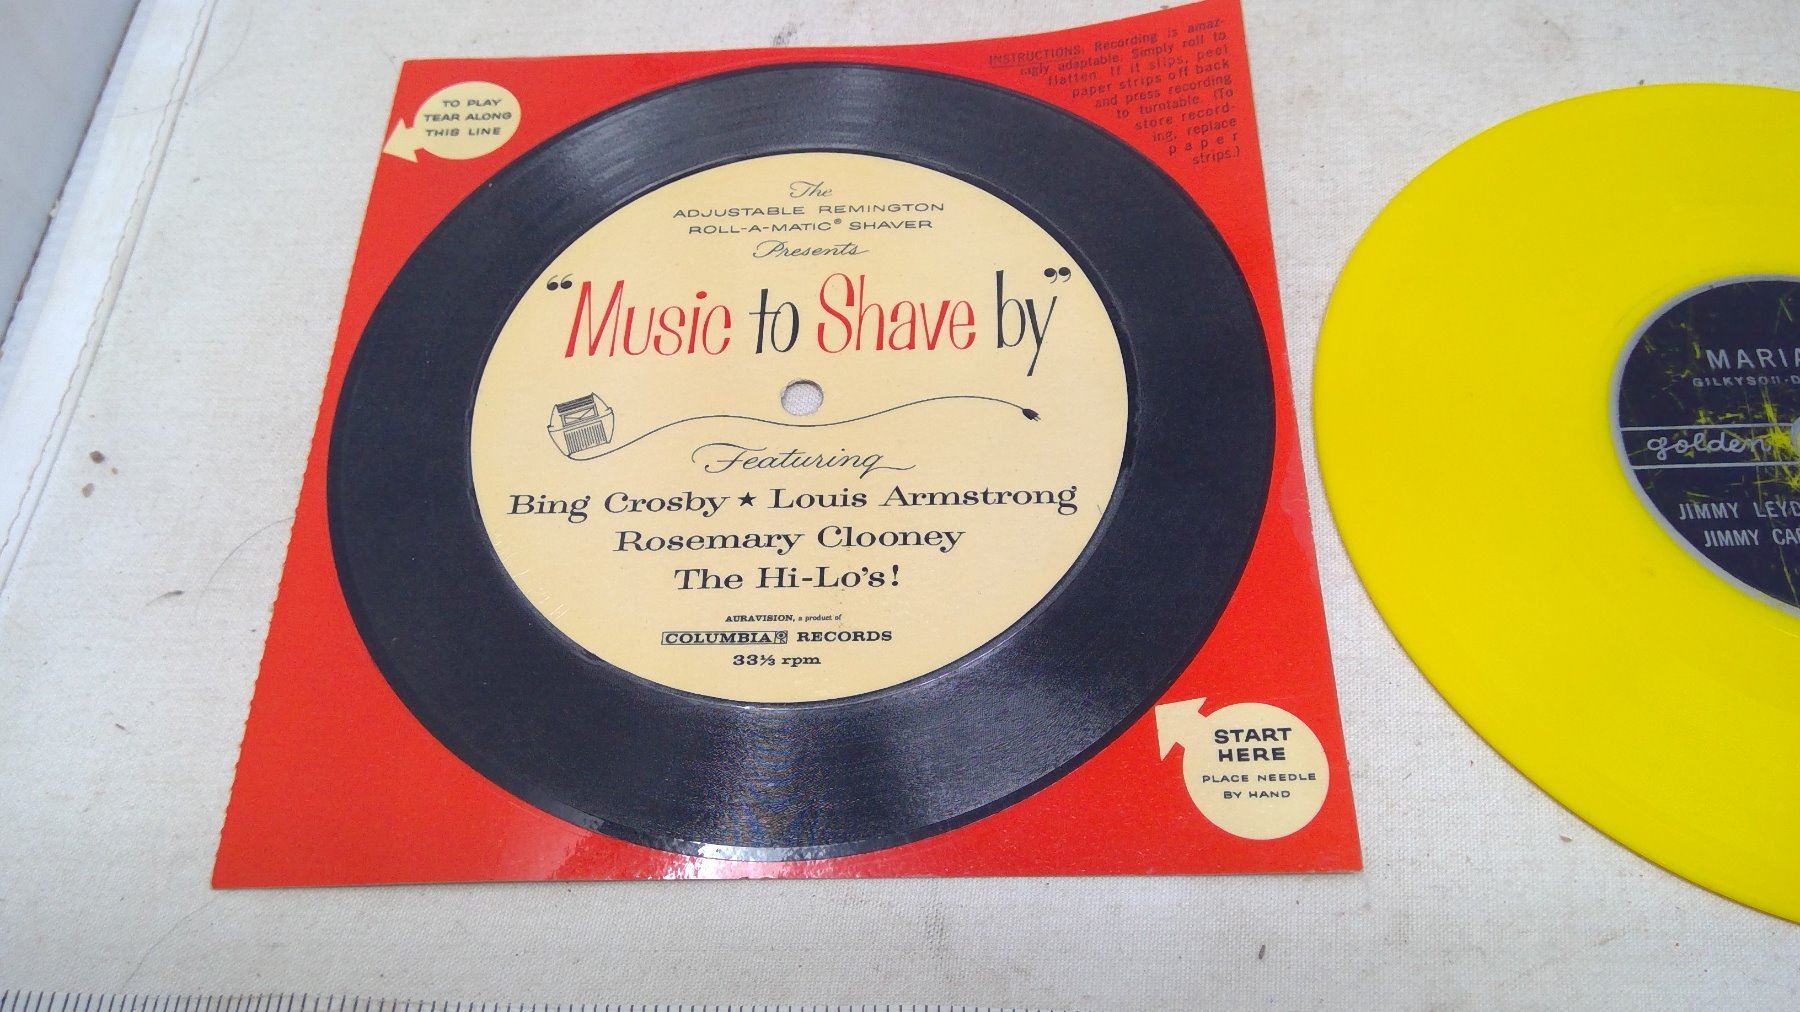 TO PLAY
TEAR ALONG
THIS LINE
INSTRUCTIONS: Recording is amaz-
ingly adaptable. Simply roll to
flatten. If it slips, peel
paper strips off back
and press recording
to turntable. (To
store record-
ing, replace
paper
strips.)
The
ADJUSTABLE REMINGTON
ROLL-A-MATIC® SHAVER
Presents
“Music to Shave by”
Featuring
Bing Crosby ★ Louis Armstrong
Rosemary Clooney
The Hi-Lo's!
AURAVISION, a product of
COLUMBIA RECORDS
33⅓ rpm
START
HERE
PLACE NEEDLE
BY HAND
MARIA
GILKYSON-D
golden
JIMMY LEYD
JIMMY CAR